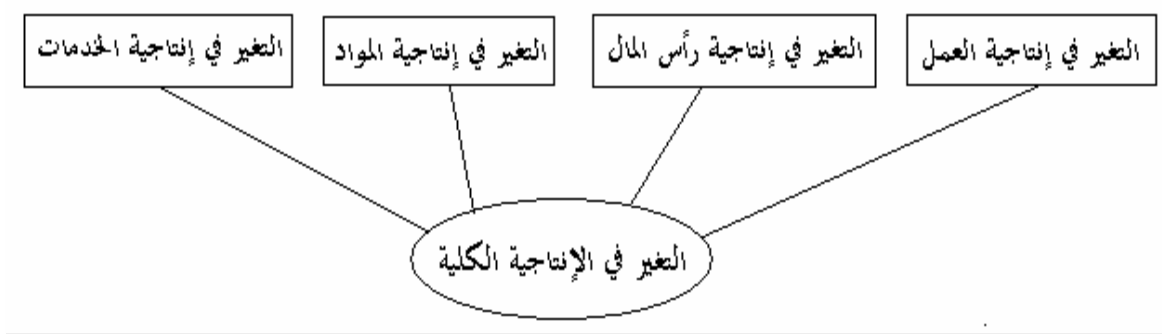 التغير في إنتاجية العمل
التغير في إنتاجية رأس المال
التغير في إنتاجية المواد
التغير في إنتاجية الخدمات
التغير في الإنتاجية الكلية